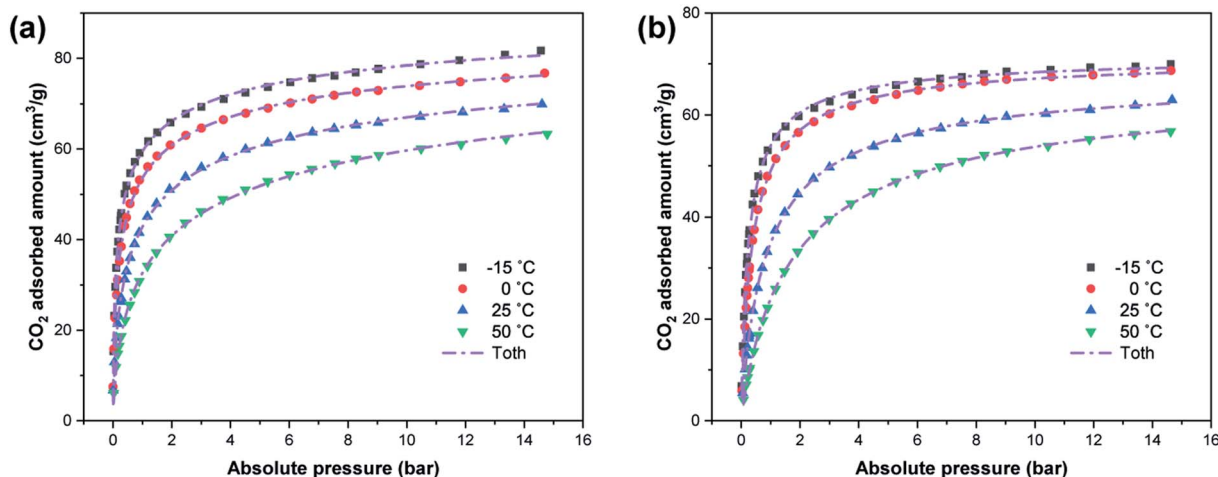 (a)
CO₂ adsorbed amount (cm³/g)
80
60
40
20
0
-15 ˚C
0 ˚C
25 ˚C
50 ˚C
Toth
0 2 4 6 8 10 12 14 16
Absolute pressure (bar)
(b)
CO₂ adsorbed amount (cm³/g)
80
60
40
20
0
-15 ˚C
0 ˚C
25 ˚C
50 ˚C
Toth
0 2 4 6 8 10 12 14 16
Absolute pressure (bar)